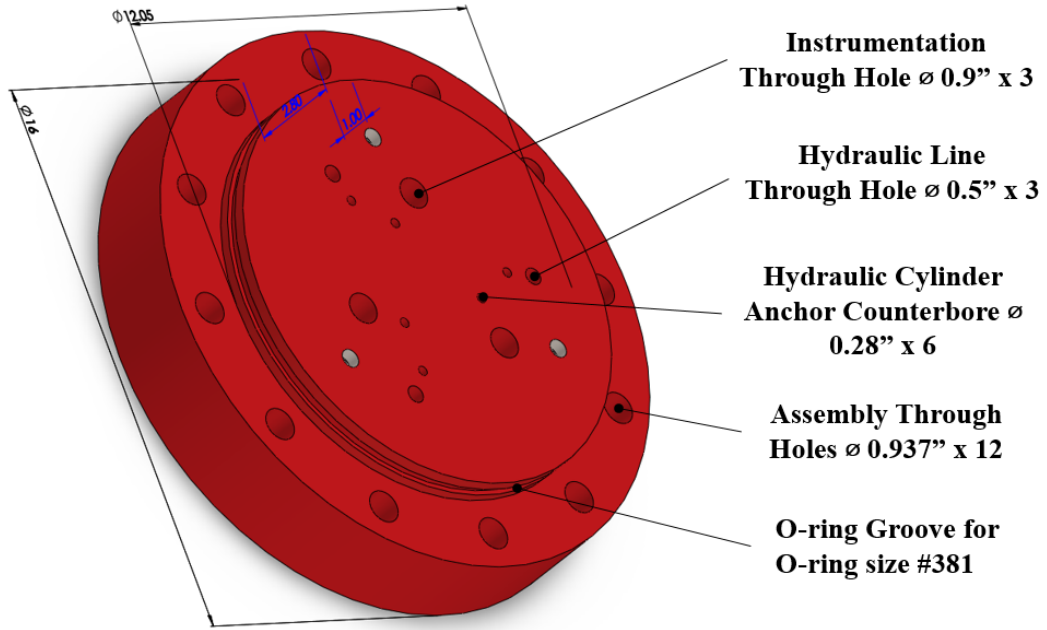 Ø12.05
Ø16
2.80
1.00
Instrumentation
Through Hole ⌀ 0.9” x 3
Hydraulic Line
Through Hole ⌀ 0.5” x 3
Hydraulic Cylinder
Anchor Counterbore ⌀
0.28” x 6
Assembly Through
Holes ⌀ 0.937” x 12
O-ring Groove for
O-ring size #381